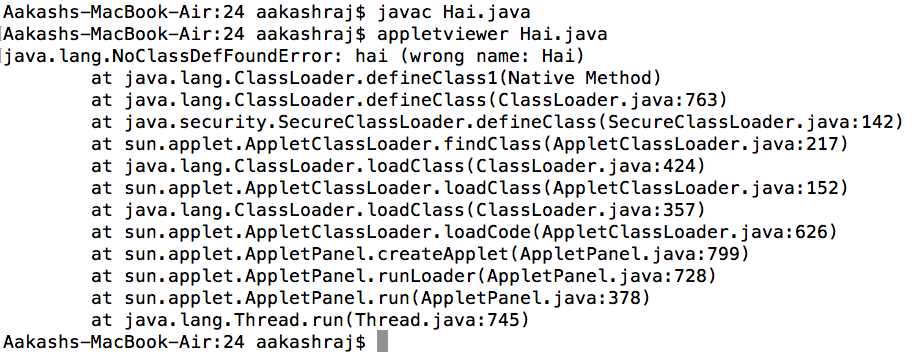 Aakashs-MacBook-Air:24 aakashraj$ javac Hai.java
Aakashs-MacBook-Air:24 aakashraj$ appletviewer Hai.java
java.lang.NoClassDefFoundError: hai (wrong name: Hai)
at java.lang.ClassLoader.defineClass1(Native Method)
at java.lang.ClassLoader.defineClass(ClassLoader.java:763)
at java.security.SecureClassLoader.defineClass(SecureClassLoader.java:142)
at sun.applet.AppletClassLoader.findClass(AppletClassLoader.java:217)
at java.lang.ClassLoader.loadClass(ClassLoader.java:424)
at sun.applet.AppletClassLoader.loadClass(AppletClassLoader.java:152)
at java.lang.ClassLoader.loadClass(ClassLoader.java:357)
at sun.applet.AppletClassLoader.loadCode(AppletClassLoader.java:626)
at sun.applet.AppletPanel.createApplet(AppletPanel.java:799)
at sun.applet.AppletPanel.runLoader(AppletPanel.java:728)
at sun.applet.AppletPanel.run(AppletPanel.java:378)
at java.lang.Thread.run(Thread.java:745)
Aakashs-MacBook-Air:24 aakashraj$